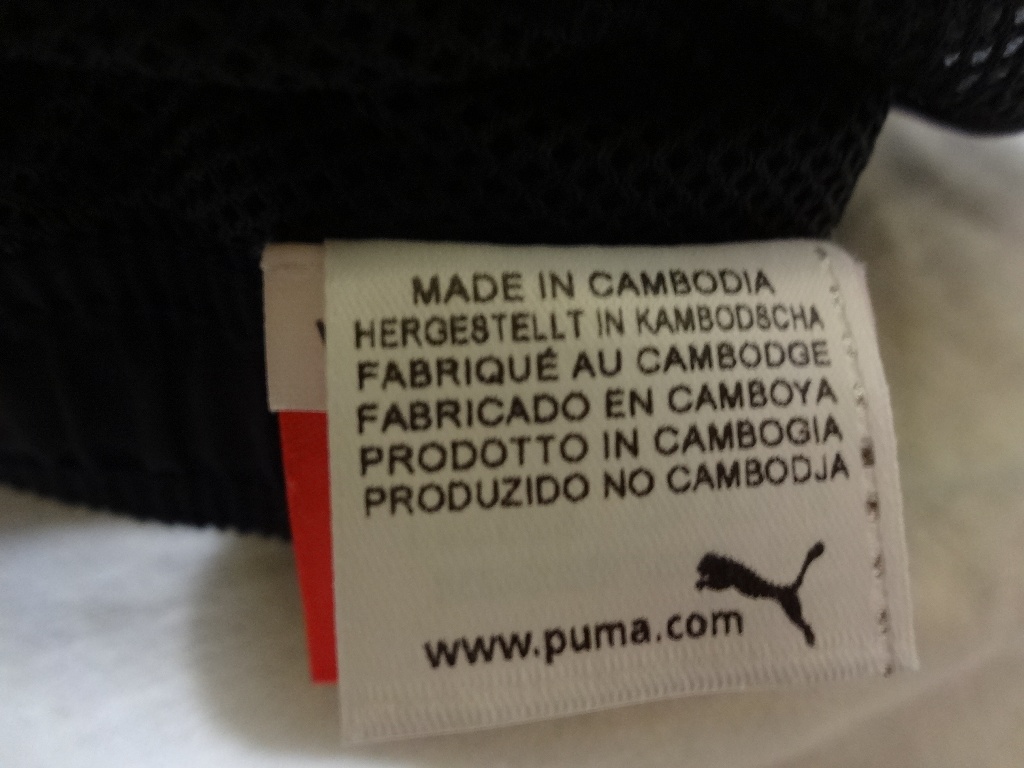 MADE IN CAMBODIA
HERGESTELLT IN KAMBODSCHA
FABRIQUÉ AU CAMBODGE
FABRICADO EN CAMBOYA
PRODOTTO IN CAMBOGIA
PRODUZIDO NO CAMBODJA
www.puma.com